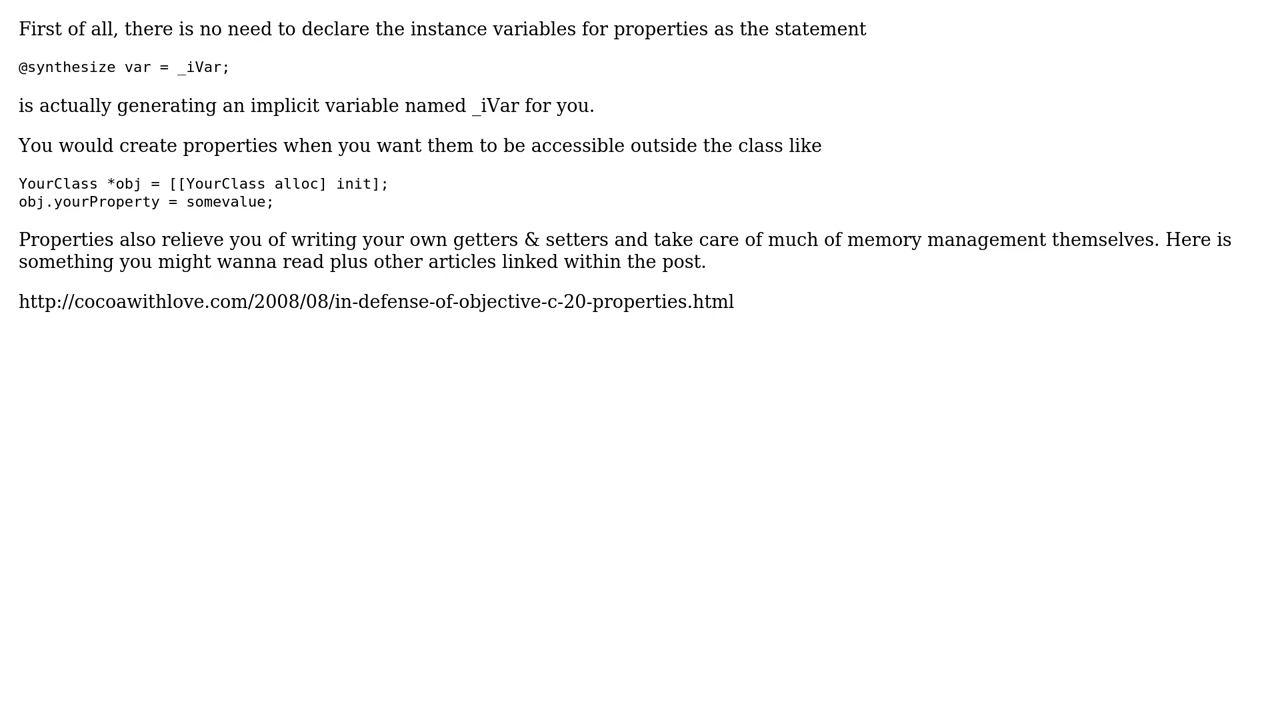 First of all, there is no need to declare the instance variables for properties as the statement
@synthesize var = _iVar;
is actually generating an implicit variable named _iVar for you.
You would create properties when you want them to be accessible outside the class like
YourClass *obj = [[YourClass alloc] init];
obj.yourProperty = somevalue;
Properties also relieve you of writing your own getters & setters and take care of much of memory management themselves. Here is
something you might wanna read plus other articles linked within the post.
http://cocoawithlove.com/2008/08/in-defense-of-objective-c-20-properties.html